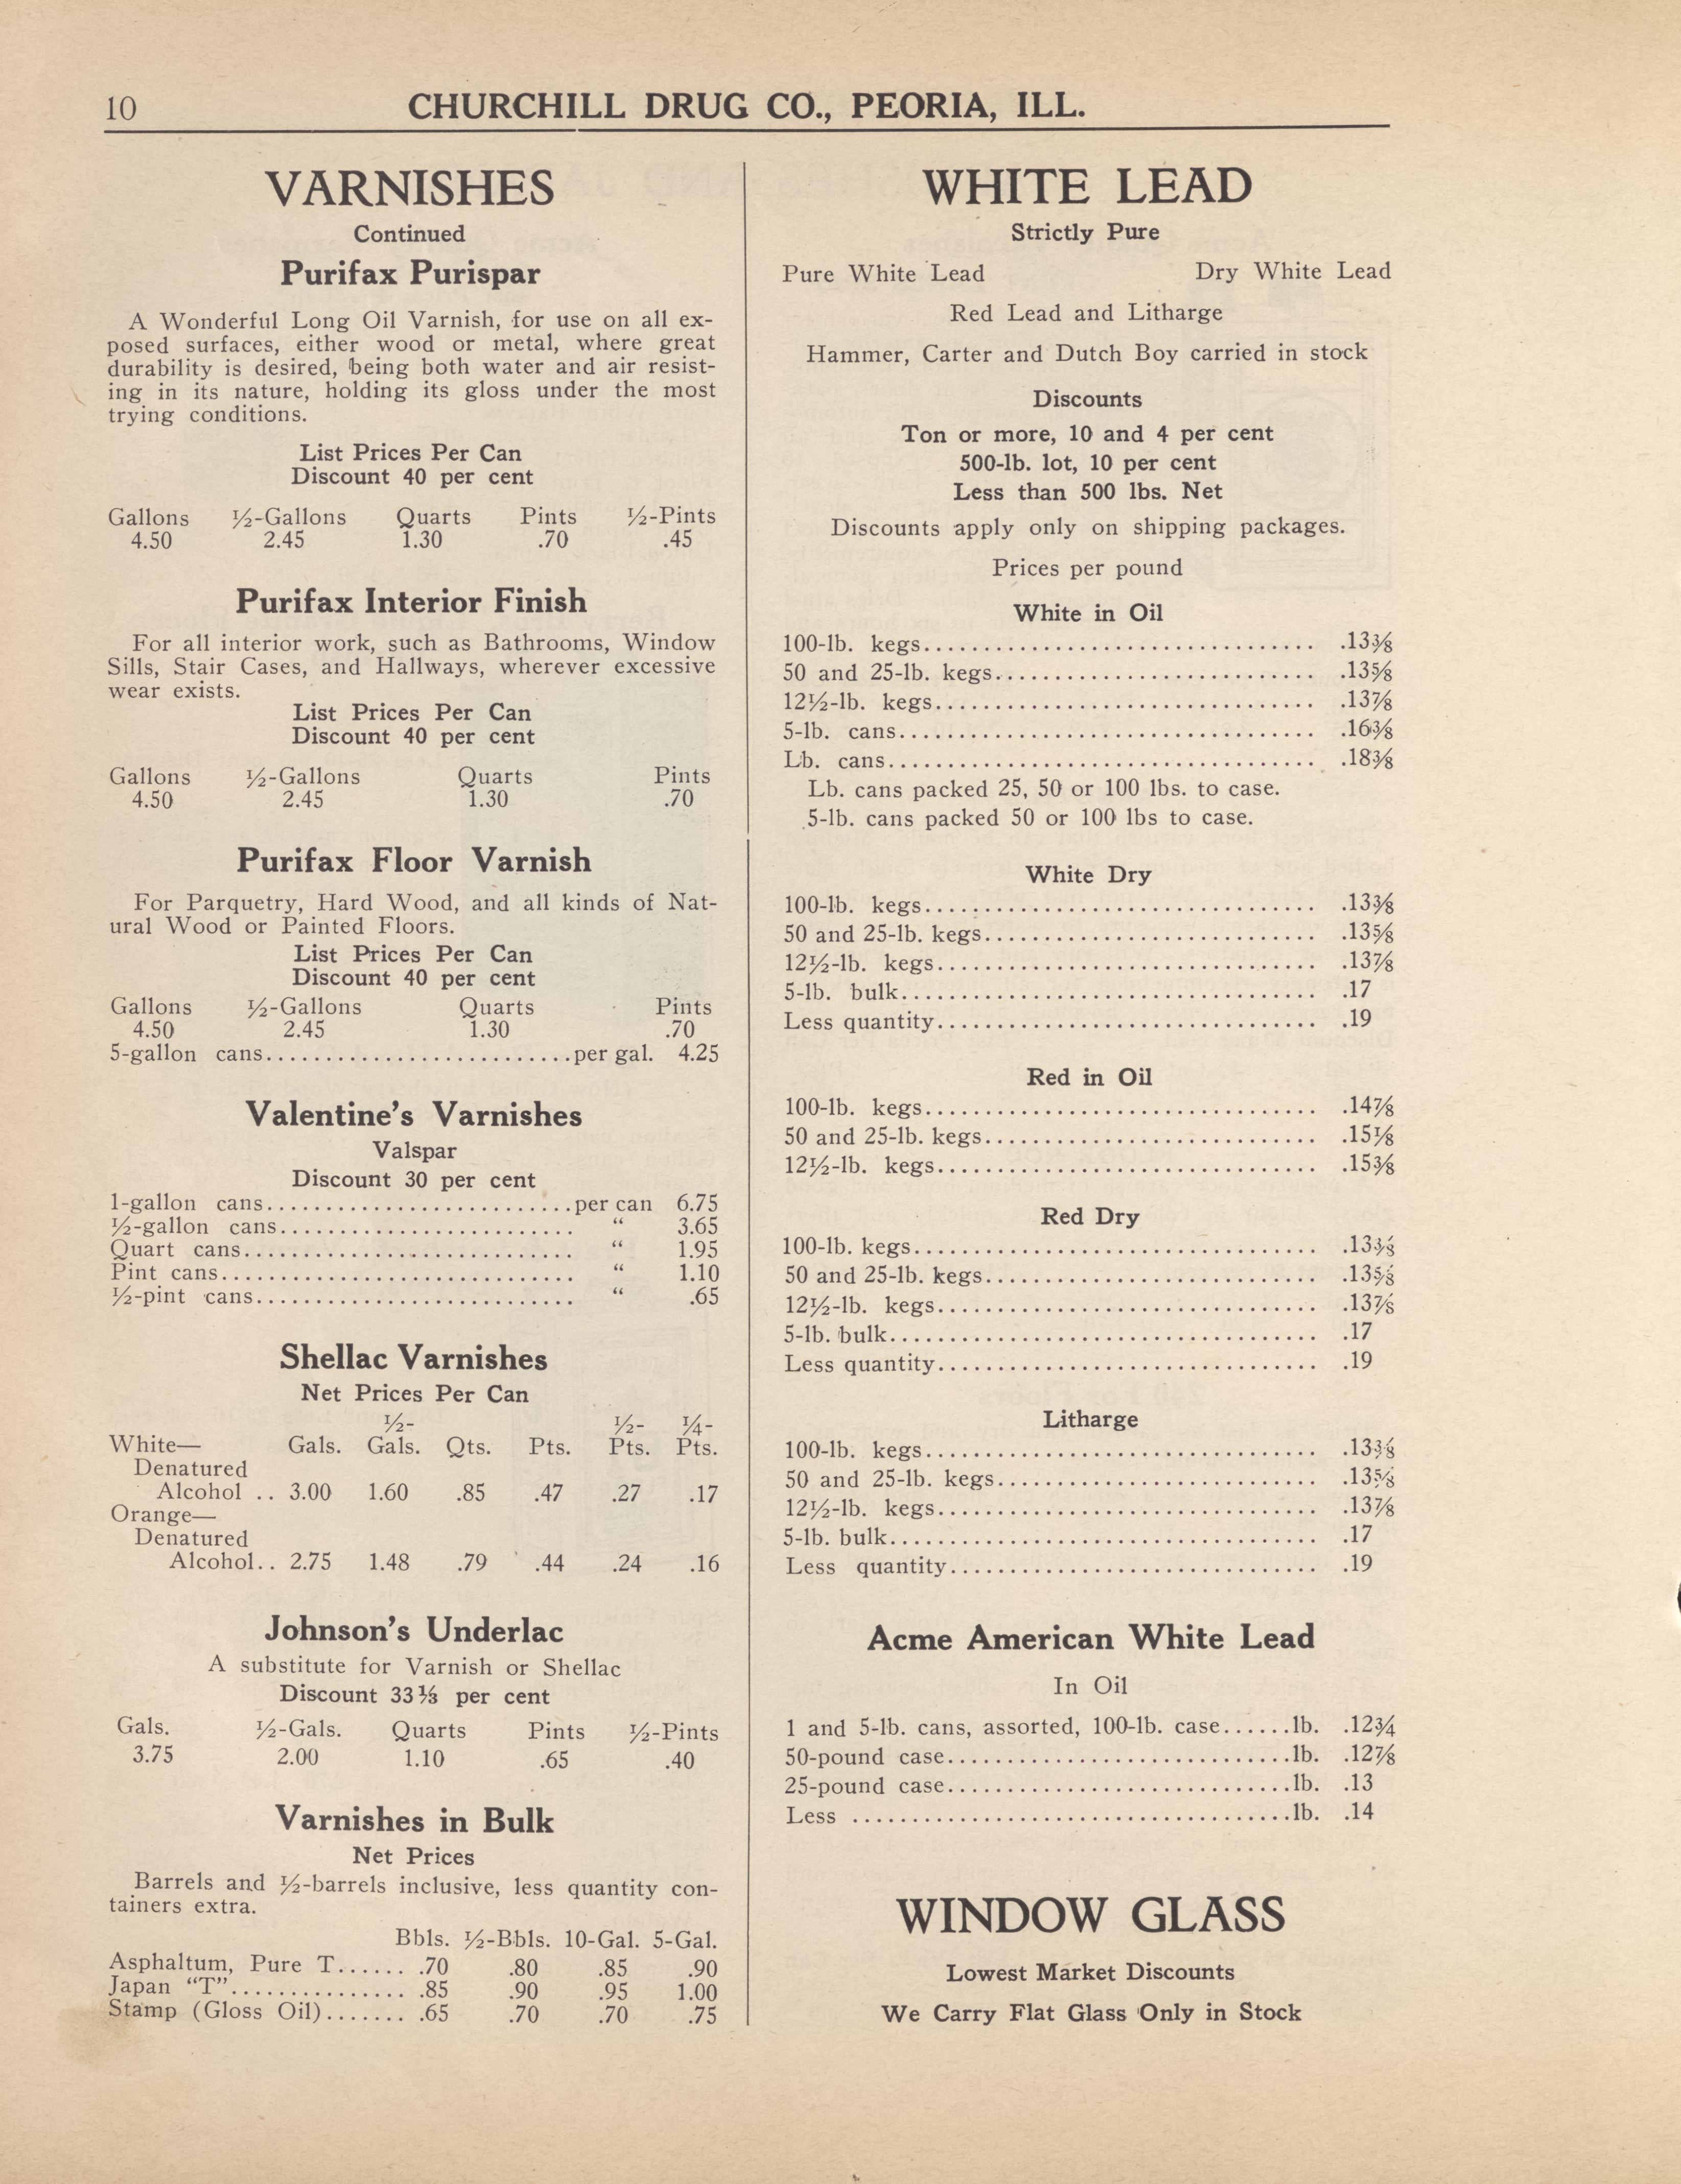 10
CHURCHILL DRUG CO., PEORIA, ILL.
VARNISHES
Continued
Purifax Purispar
A Wonderful Long Oil Varnish, for use on all ex-
posed surfaces, either wood or metal, where great
durability is desired, being both water and air resist-
ing in its nature, holding its gloss under the most
trying conditions.
List Prices Per Can
Discount 40 per cent
Gallons ½-Gallons Quarts Pints ½-Pints
4.50 2.45 1.30 .70 .45
Purifax Interior Finish
For all interior work, such as Bathrooms, Window
Sills, Stair Cases, and Hallways, wherever excessive
wear exists.
List Prices Per Can
Discount 40 per cent
Gallons ½-Gallons Quarts Pints
4.50 2.45 1.30 .70
Purifax Floor Varnish
For Parquetry, Hard Wood, and all kinds of Nat-
ural Wood or Painted Floors.
List Prices Per Can
Discount 40 per cent
Gallons ½-Gallons Quarts Pints
4.50 2.45 1.30 .70
5-gallon cans..........................per gal. 4.25
Valentine's Varnishes
Valspar
Discount 30 per cent
1-gallon cans..........................per can 6.75
½-gallon cans......................... “ 3.65
Quart cans............................ “ 1.95
Pint cans.............................. “ 1.10
½-pint cans........................... “ .65
Shellac Varnishes
Net Prices Per Can
½- ½- ¼-
White— Gals. Gals. Qts. Pts. Pts. Pts.
Denatured
Alcohol .. 3.00 1.60 .85 .47 .27 .17
Orange—
Denatured
Alcohol.. 2.75 1.48 .79 .44 .24 .16
Johnson's Underlac
A substitute for Varnish or Shellac
Discount 33⅓ per cent
Gals. ½-Gals. Quarts Pints ½-Pints
3.75 2.00 1.10 .65 .40
Varnishes in Bulk
Net Prices
Barrels and ½-barrels inclusive, less quantity con-
tainers extra.
Bbls. ½-Bbls. 10-Gal. 5-Gal.
Asphaltum, Pure T...... .70 .80 .85 .90
Japan “T”............... .85 .90 .95 1.00
Stamp (Gloss Oil)....... .65 .70 .70 .75
WHITE LEAD
Strictly Pure
Pure White Lead Dry White Lead
Red Lead and Litharge
Hammer, Carter and Dutch Boy carried in stock
Discounts
Ton or more, 10 and 4 per cent
500-lb. lot, 10 per cent
Less than 500 lbs. Net
Discounts apply only on shipping packages.
Prices per pound
White in Oil
100-lb. kegs................................. .13⅜
50 and 25-lb. kegs........................... .13⅝
12½-lb. kegs................................ .13⅞
5-lb. cans................................... .16⅜
Lb. cans.................................... .18⅜
Lb. cans packed 25, 50 or 100 lbs. to case.
5-lb. cans packed 50 or 100 lbs to case.
White Dry
100-lb. kegs................................. .13⅜
50 and 25-lb. kegs............................ .13⅝
12½-lb. kegs................................ .13⅞
5-lb. bulk................................... .17
Less quantity................................ .19
Red in Oil
100-lb. kegs................................. .14⅞
50 and 25-lb. kegs............................ .15⅛
12½-lb. kegs................................ .15⅜
Red Dry
100-lb. kegs.................................. .13⅜
50 and 25-lb. kegs............................ .13⅝
12½-lb. kegs................................ .13⅞
5-lb. bulk.................................... .17
Less quantity................................ .19
Litharge
100-lb. kegs................................. .13⅜
50 and 25-lb. kegs........................... .13⅝
12½-lb. kegs................................ .13⅞
5-lb. bulk.................................... .17
Less quantity............................... .19
Acme American White Lead
In Oil
1 and 5-lb. cans, assorted, 100-lb. case......lb. .12¾
50-pound case.............................lb. .12⅞
25-pound case.............................lb. .13
Less .....................................lb. .14
WINDOW GLASS
Lowest Market Discounts
We Carry Flat Glass Only in Stock